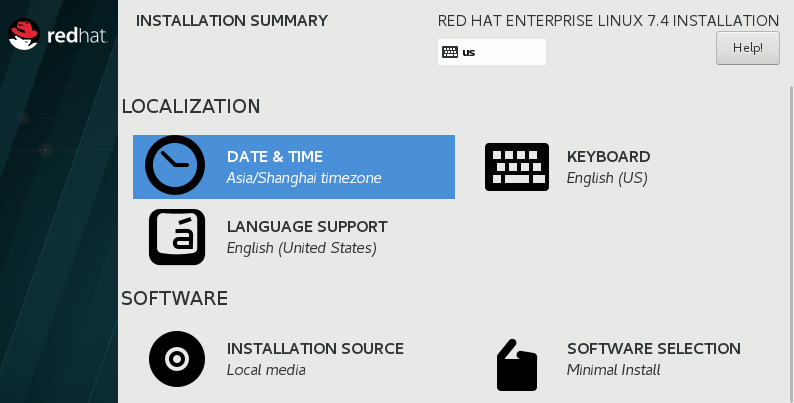 redhat.
INSTALLATION SUMMARY
RED HAT ENTERPRISE LINUX 7.4 INSTALLATION
us
Help!
LOCALIZATION
DATE & TIME
Asia/Shanghai timezone
KEYBOARD
English (US)
á
LANGUAGE SUPPORT
English (United States)
SOFTWARE
INSTALLATION SOURCE
Local media
SOFTWARE SELECTION
Minimal Install